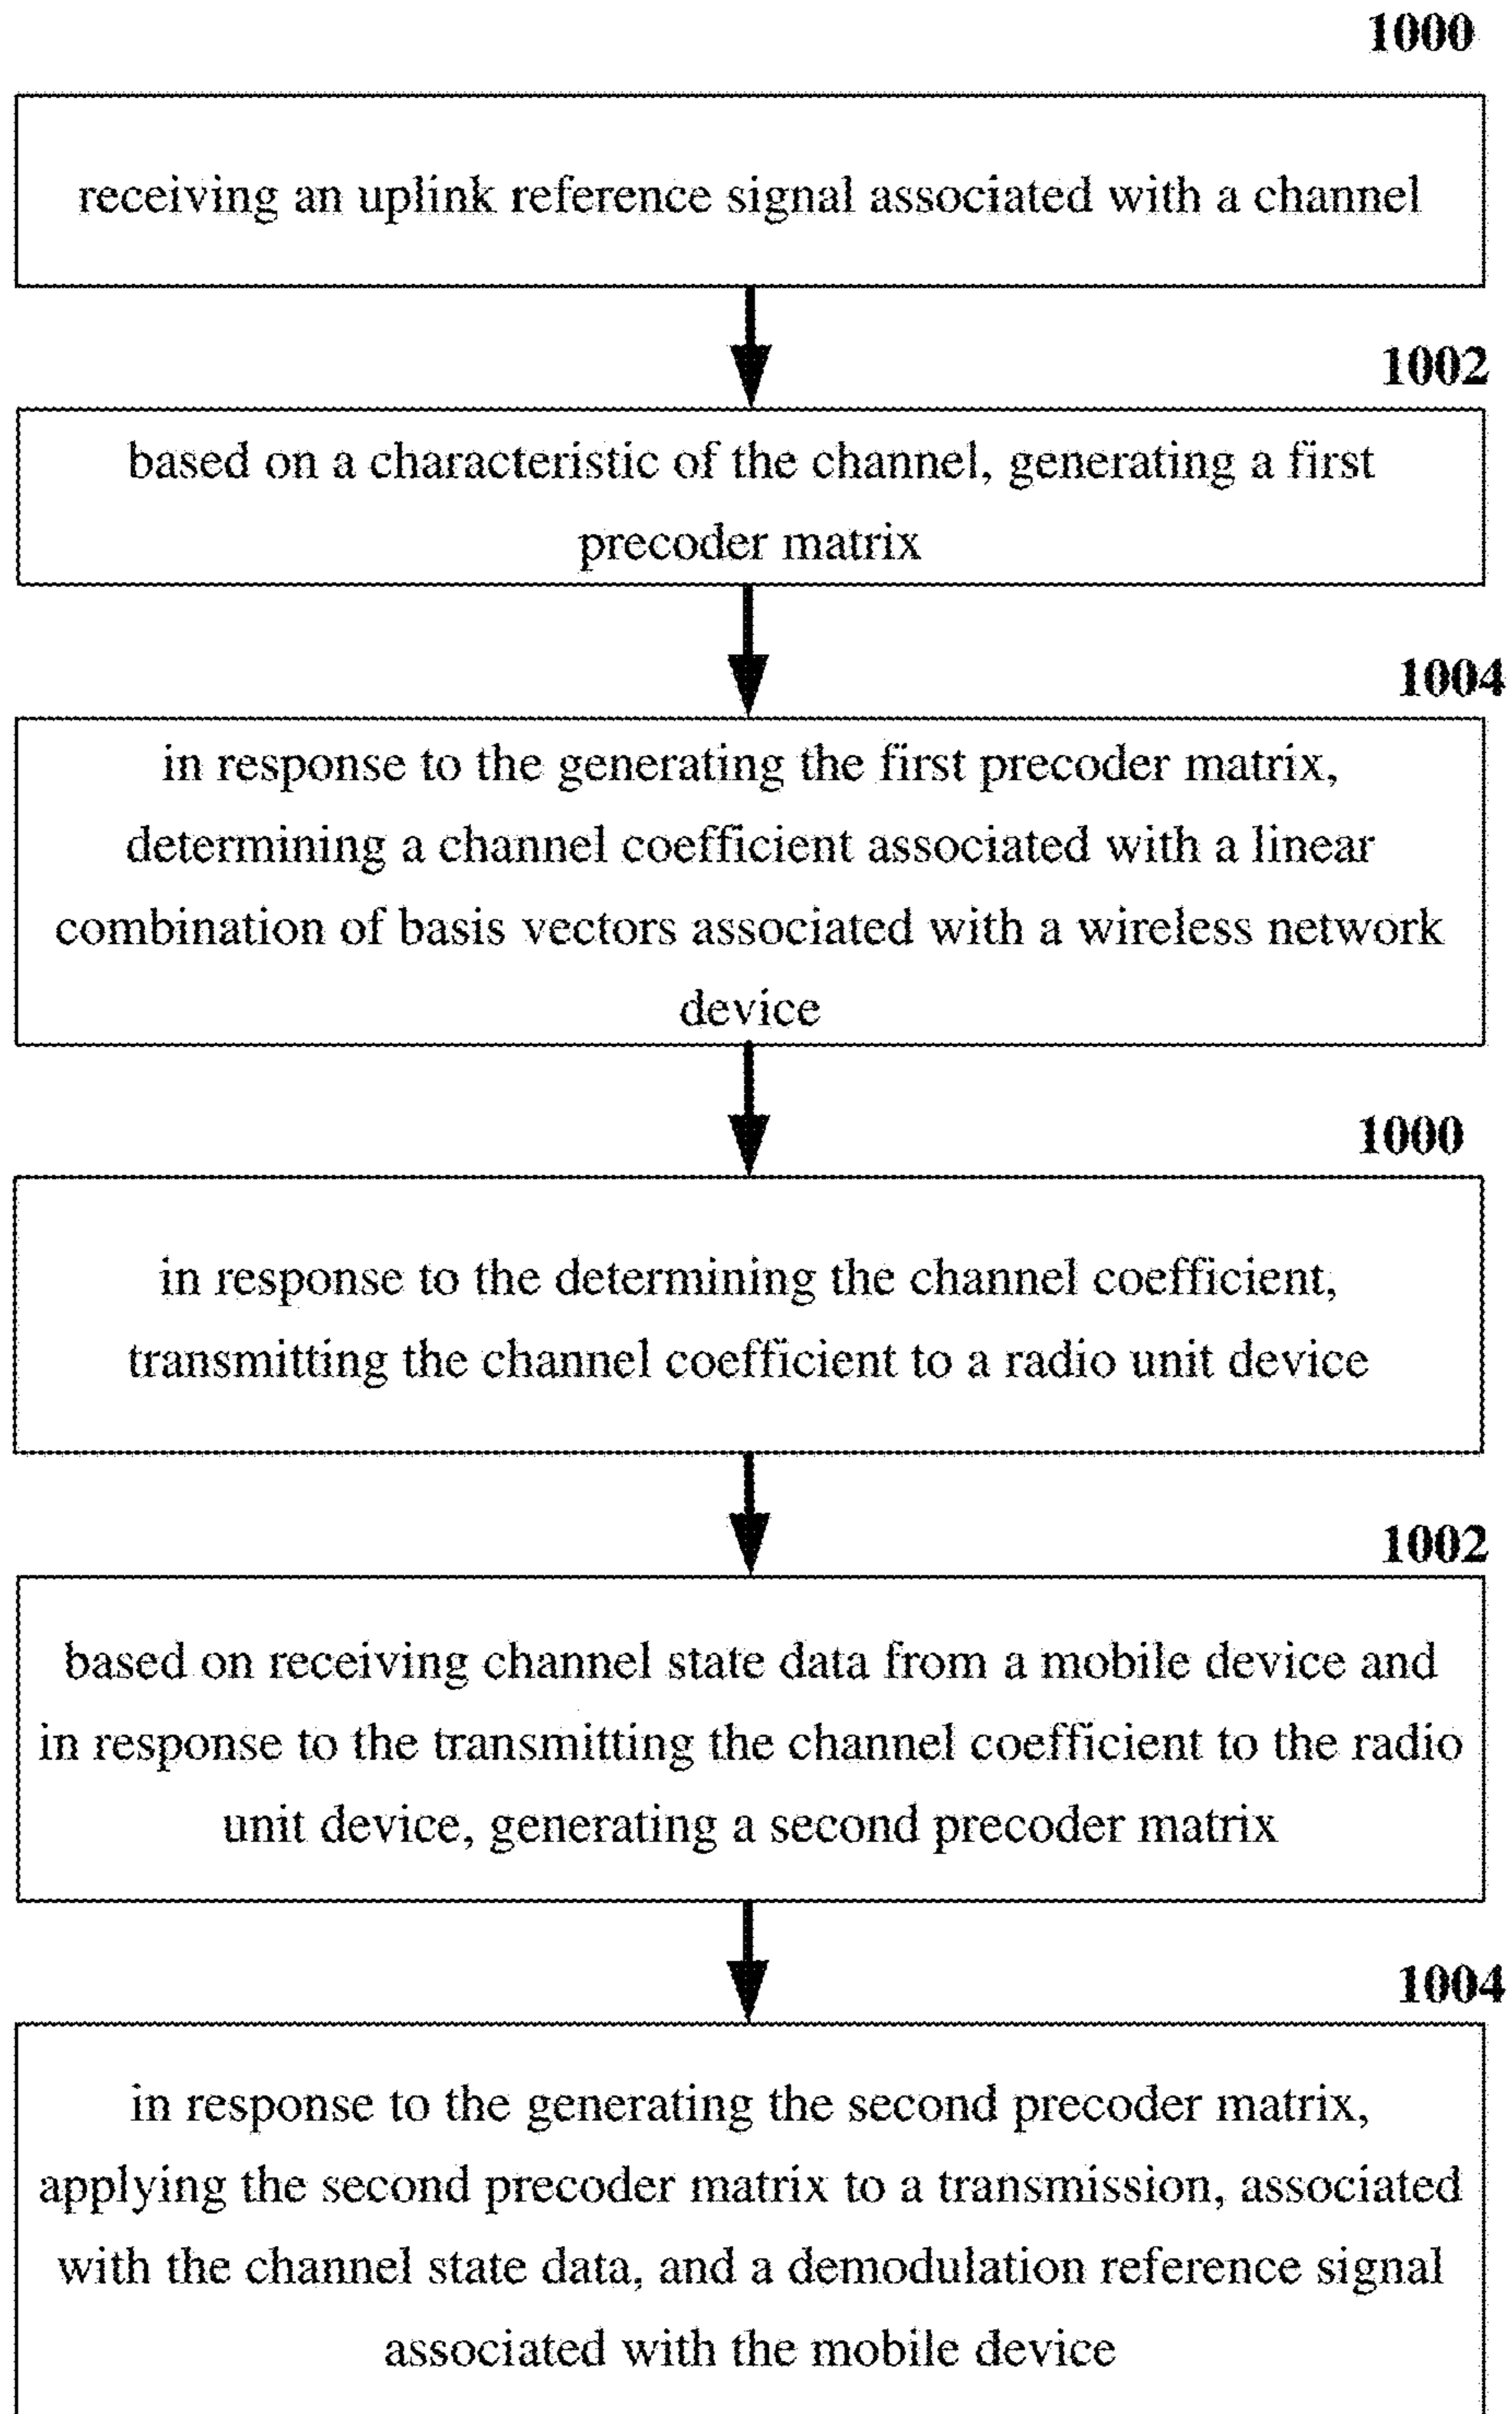 1000
receiving an uplink reference signal associated with a channel
1002
based on a characteristic of the channel, generating a first
precoder matrix
1004
in response to the generating the first precoder matrix,
determining a channel coefficient associated with a linear
combination of basis vectors associated with a wireless network
device
1000
in response to the determining the channel coefficient,
transmitting the channel coefficient to a radio unit device
1002
based on receiving channel state data from a mobile device and
in response to the transmitting the channel coefficient to the radio
unit device, generating a second precoder matrix
1004
in response to the generating the second precoder matrix,
applying the second precoder matrix to a transmission, associated
with the channel state data, and a demodulation reference signal
associated with the mobile device